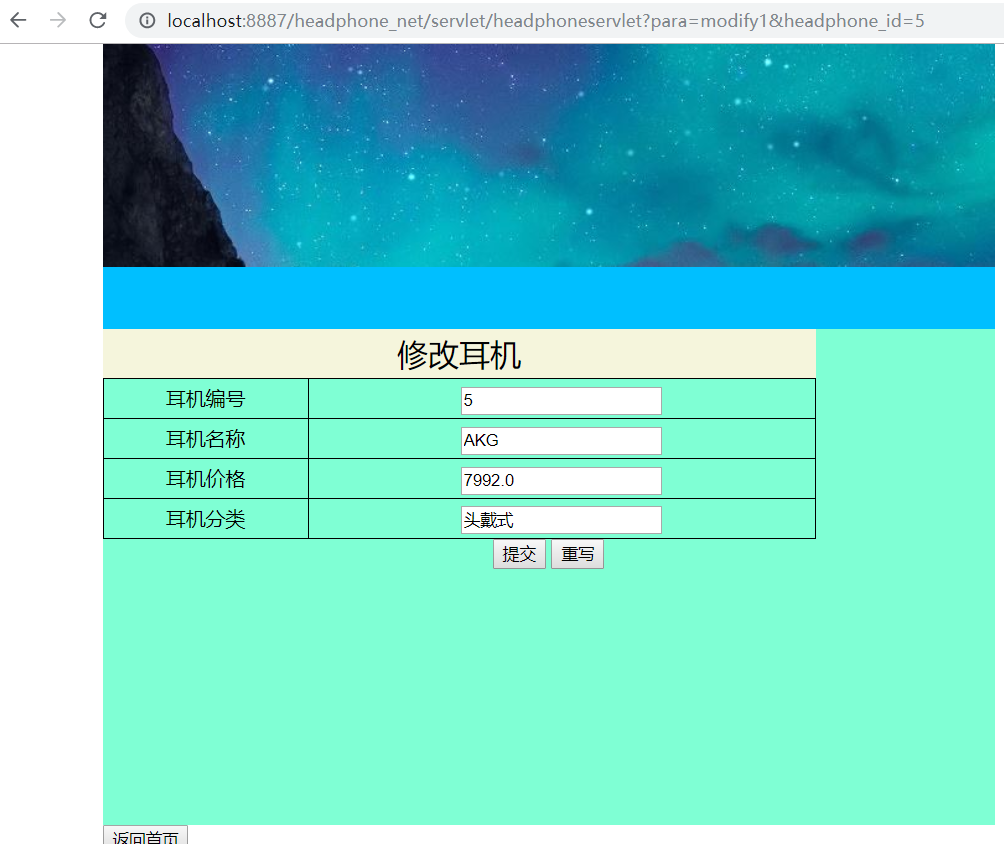 localhost:8887/headphone_net/servlet/headphoneservlet?para=modify1&headphone_id=5
修改耳机
耳机编号 5
耳机名称 AKG
耳机价格 7992.0
耳机分类 头戴式
提交 重写
返回首页